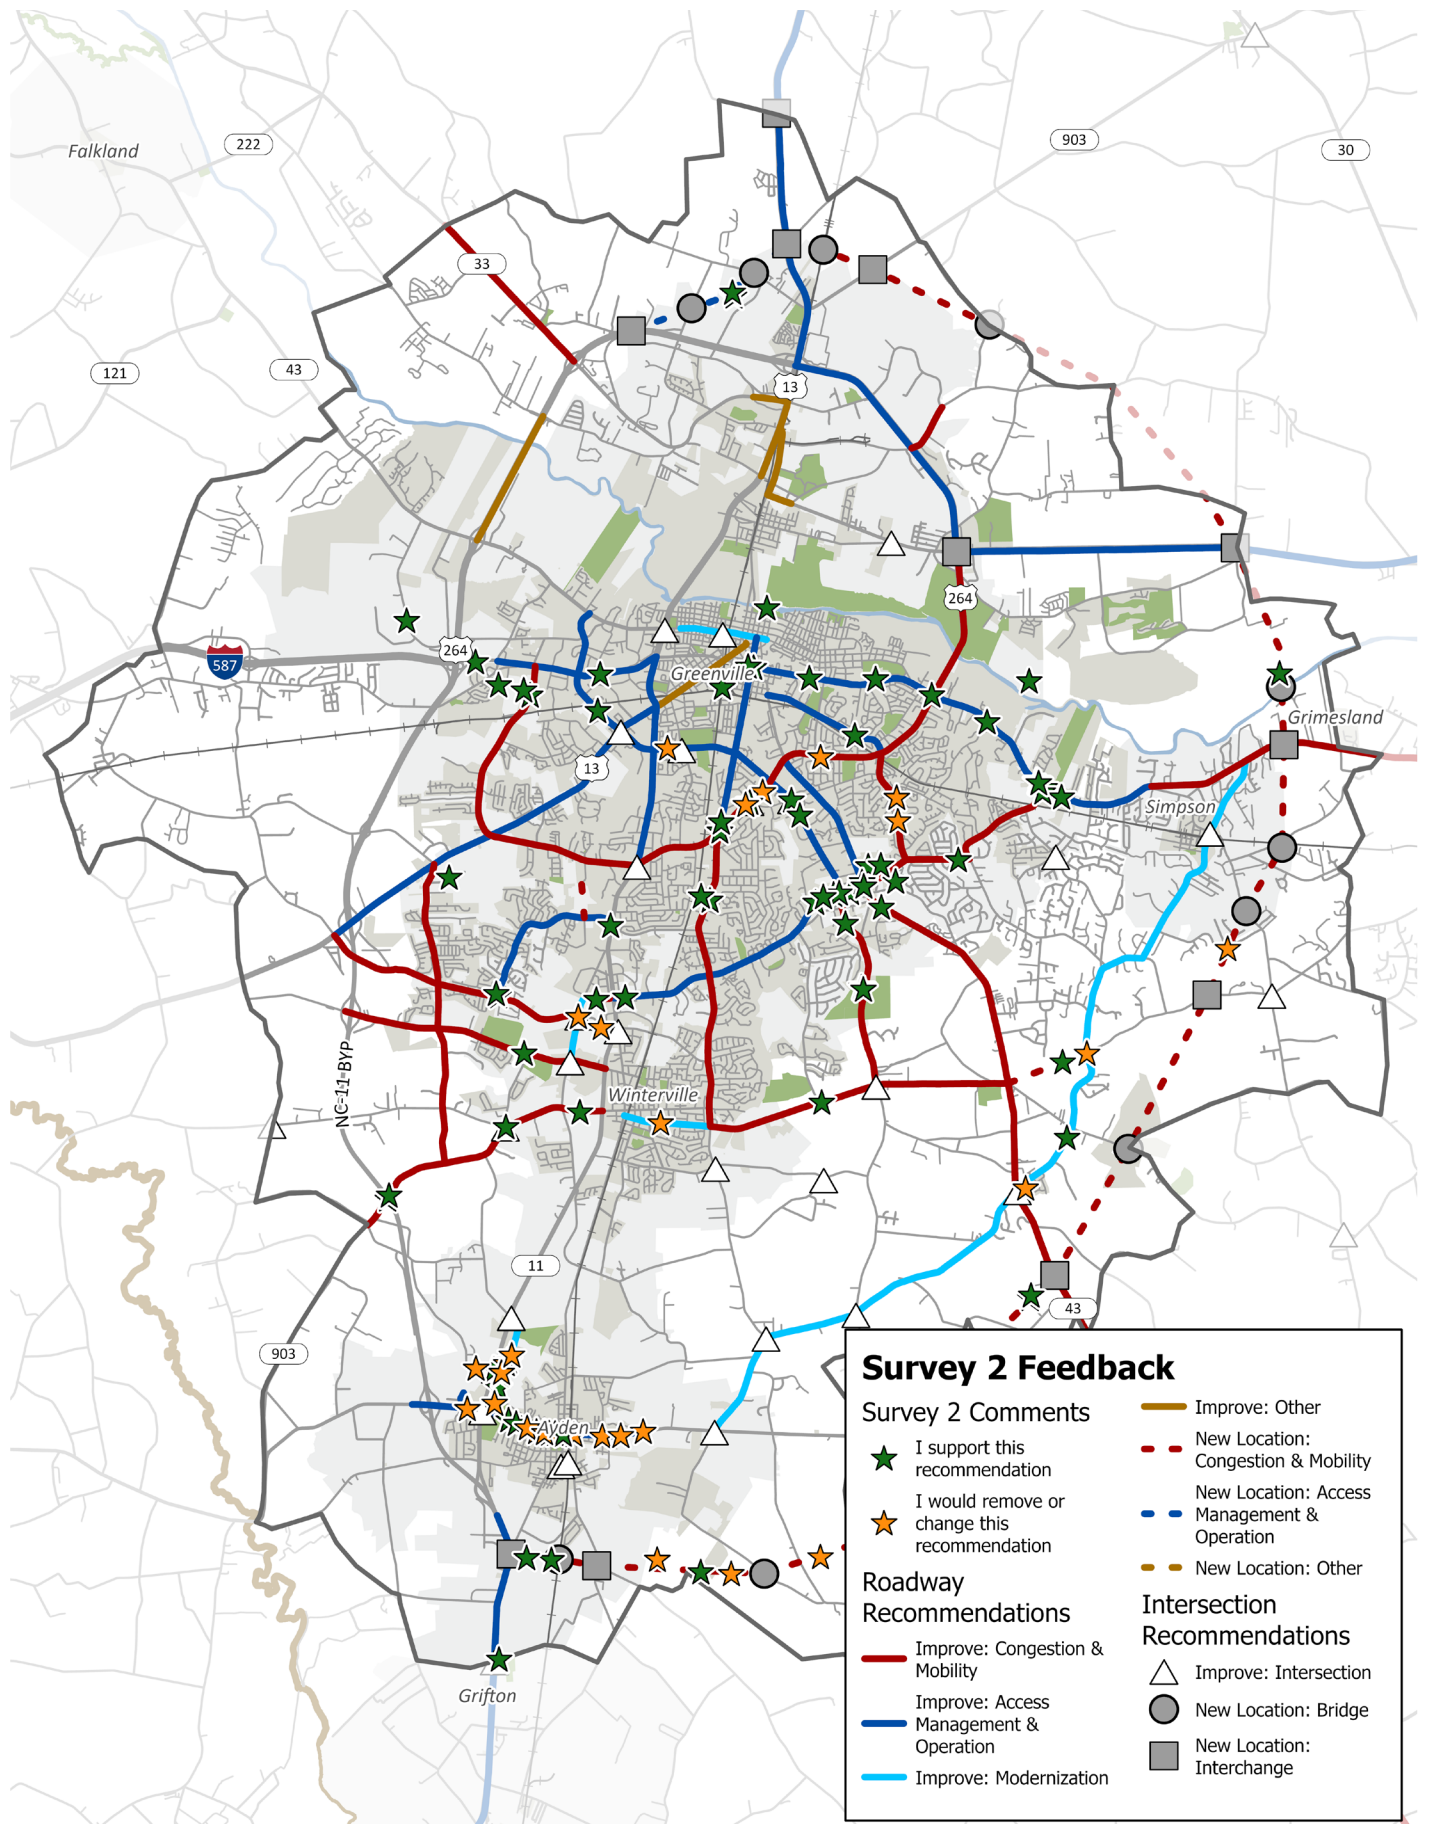 Falkland
222
903
30
33
121
43
13
264
264
587
Greenville
Grimesland
13
Simpson
NC-11 BYP
Winterville
11
43
903
Ayden
Grifton
Survey 2 Feedback
Survey 2 Comments
I support this
recommendation
I would remove or
change this
recommendation
Roadway
Recommendations
Improve: Congestion &
Mobility
Improve: Access
Management &
Operation
Improve: Modernization
Improve: Other
New Location:
Congestion & Mobility
New Location: Access
Management &
Operation
New Location: Other
Intersection
Recommendations
Improve: Intersection
New Location: Bridge
New Location:
Interchange